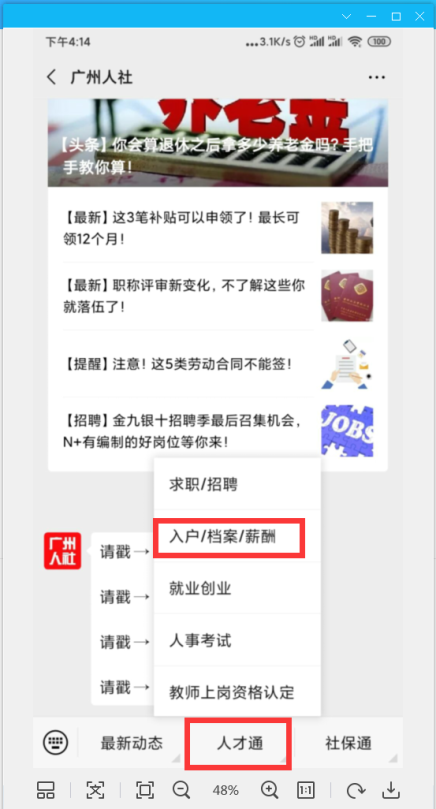 下午4:14
...3.1K/s HD HD 100
广州人社
养老金
【头条】你会算退休之后拿多少养老金吗?手把
手教你算!
【最新】这3笔补贴可以申领了!最长可
领12个月!
【最新】职称评审新变化,不了解这些你
就落伍了!
【提醒】注意!这5类劳动合同不能签!
【招聘】金九银十招聘季最后召集机会,
N+有编制的好岗位等你来!
JOBS
求职/招聘
入户/档案/薪酬
就业创业
人事考试
教师上岗资格认定
广州
人社
请戳→
请戳→
请戳→
请戳→
最新动态
人才通
社保通
48%
1:1